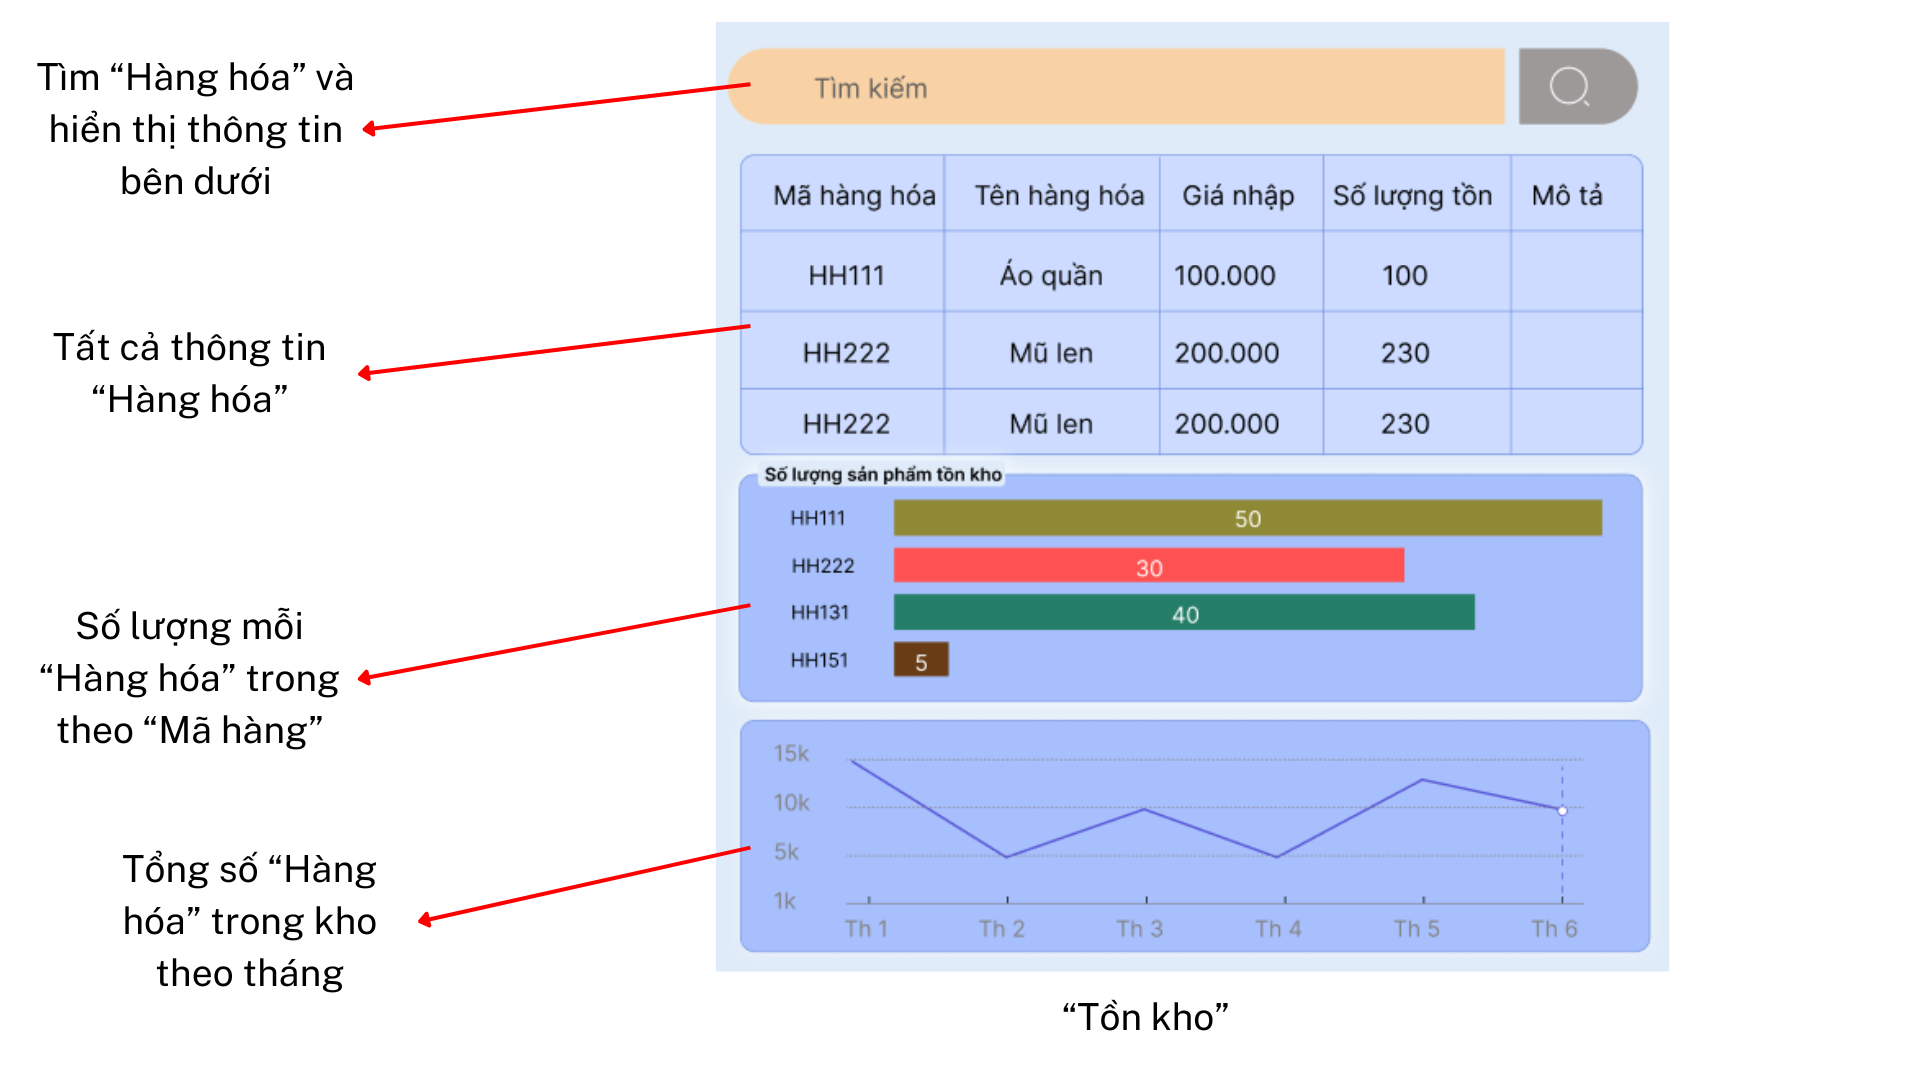 Tìm “Hàng hóa” và
hiển thị thông tin
bên dưới
Tất cả thông tin
“Hàng hóa”
Số lượng mỗi
“Hàng hóa” trong
theo “Mã hàng”
Tổng số “Hàng
hóa” trong kho
theo tháng
Tìm kiếm
Mã hàng hóa Tên hàng hóa Giá nhập Số lượng tồn Mô tả
HH111 Áo quần 100.000 100
HH222 Mũ len 200.000 230
HH222 Mũ len 200.000 230
Số lượng sản phẩm tồn kho
HH111 50
HH222 30
HH131 40
HH151 5
15k
10k
5k
1k
Th 1 Th 2 Th 3 Th 4 Th 5 Th 6
“Tồn kho”